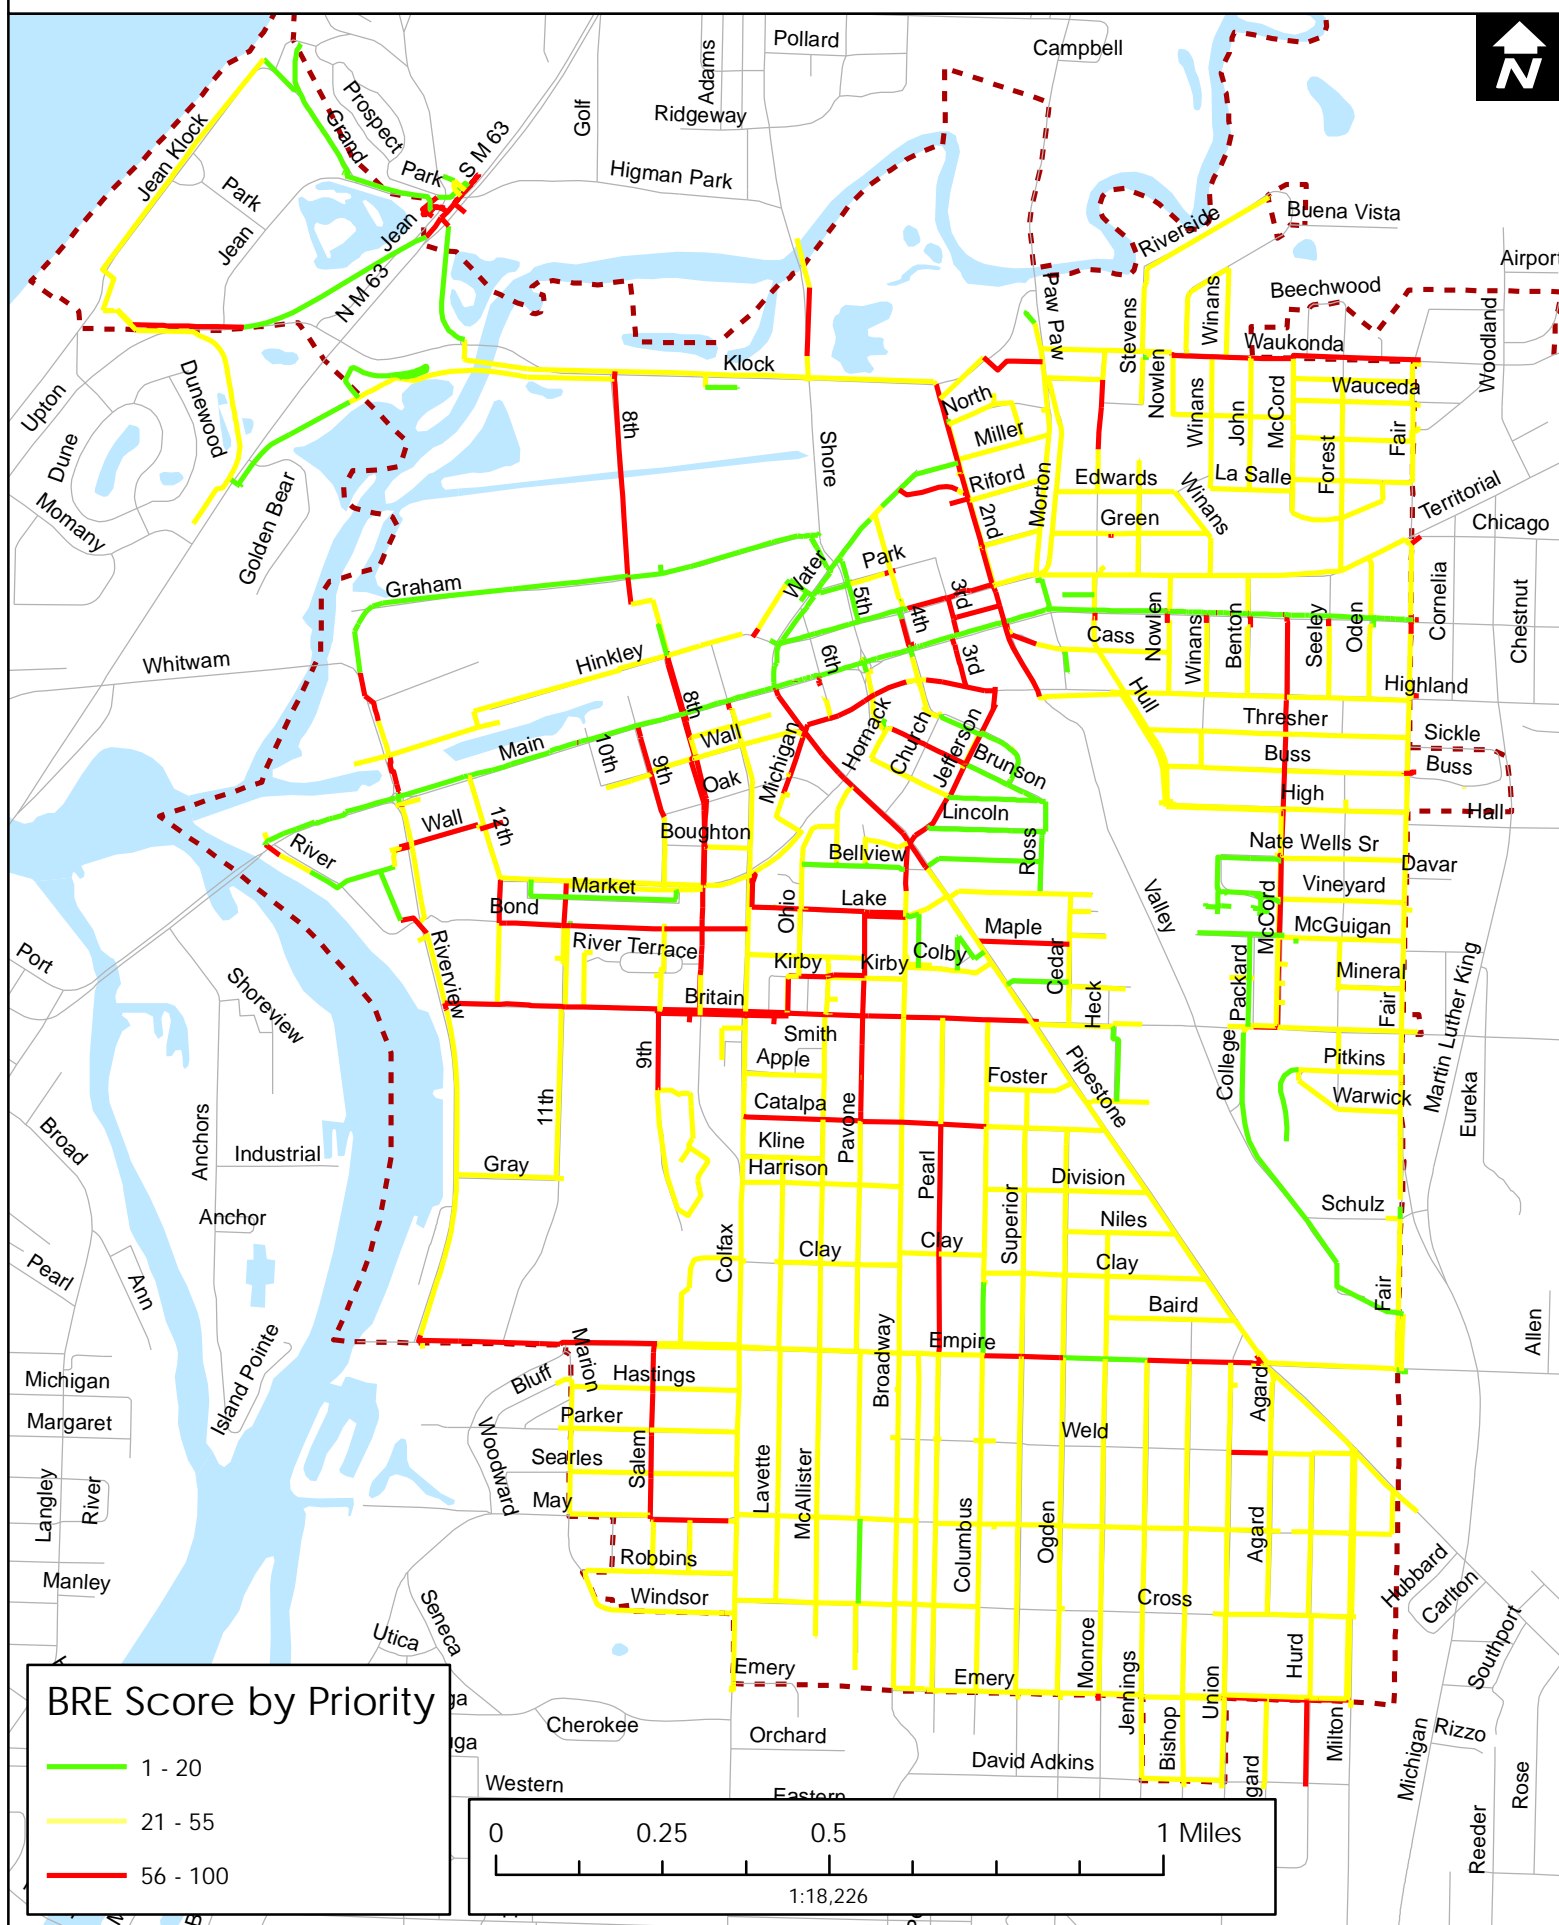 N
Pollard
Campbell
Adams
Golf
Ridgeway
Prospect
Grand
S M 63
Jean Klock
Park
Park
Higman Park
Buena Vista
Riverside
Jean
Jean
Airport
N M 63
Paw Paw
Beechwood
Winans
Stevens
Woodland
Waukonda
Klock
Nowlen
Dunewood
Upton
Wauceda
North
Winans
John
McCord
8th
Miller
Fair
Shore
Dune
Forest
Riford
Edwards
La Salle
Winans
Momany
Golden Bear
Morton
2nd
Green
Territorial
Chicago
Park
Water
Graham
5th
3rd
4th
Cornelia
Chestnut
Cass
Nowlen
Winans
Benton
Seeley
Oden
Whitwam
Hinkley
6th
3rd
Hull
Highland
8th
Thresher
Sickle
Main
10th
Wall
Michigan
Hornack
Church
Jefferson
Brunson
Buss
Buss
9th
Oak
High
Hall
Wall
12th
Lincoln
Boughton
River
Bellview
Ross
Nate Wells Sr
Davar
Market
Valley
Vineyard
Bond
Lake
Ohio
McCord
McGuigan
Maple
River Terrace
Port
Kirby
Kirby
Colby
Cedar
Riverview
Shoreview
Mineral
Packard
Heck
Britain
Fair
Martin Luther King
Smith
9th
Apple
Pipestone
Pitkins
College
Foster
Warwick
Eureka
11th
Catalpa
Pavone
Broad
Anchors
Kline
Industrial
Gray
Harrison
Pearl
Division
Superior
Schulz
Anchor
Niles
Colfax
Clay
Clay
Clay
Pearl
Ann
Fair
Baird
Allen
Island Pointe
Empire
Marion
Broadway
Michigan
Bluff
Hastings
Agard
Margaret
Parker
Weld
Woodward
Searles
Salem
Lavette
McAllister
Langley
River
May
Columbus
Ogden
Agard
Robbins
Hubbard
Manley
Carlton
Windsor
Cross
Seneca
Utica
Southport
Hurd
Monroe
Emery
Emery
Jennings
Union
Bishop
Milton
Michigan
Rizzo
Rose
Cherokee
Orchard
David Adkins
Western
Eastern
gard
Reeder
ga
ga
BRE Score by Priority
1 - 20
21 - 55
56 - 100
0 0.25 0.5 1 Miles
1:18,226